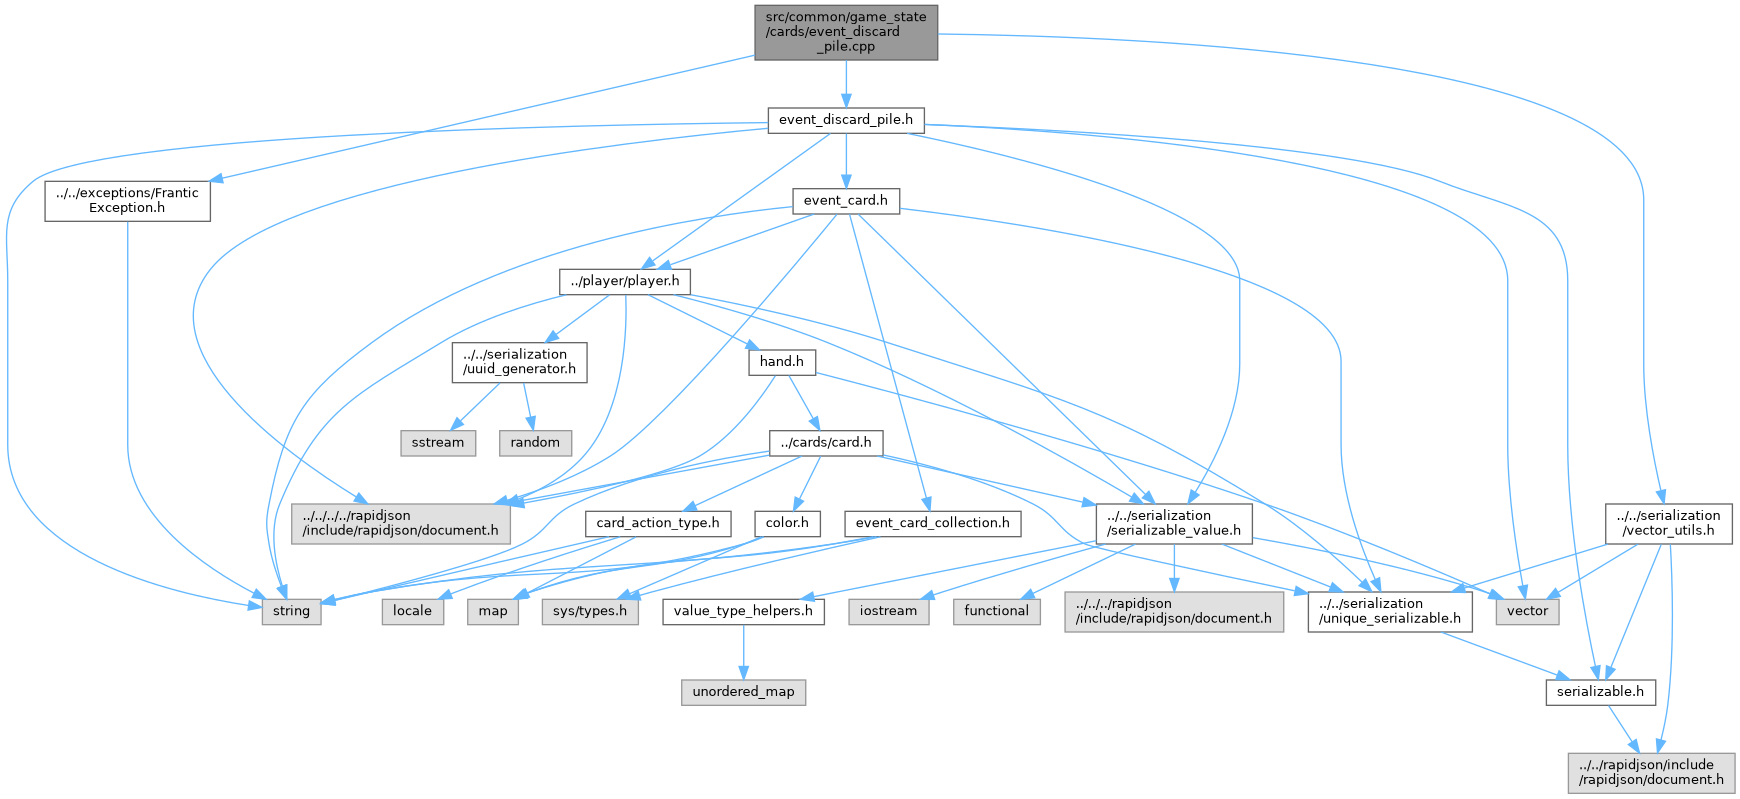 src/common/game_state
/cards/event_discard
_pile.cpp
event_discard_pile.h
../../exceptions/Frantic
Exception.h
event_card.h
../player/player.h
../../serialization
/uuid_generator.h
hand.h
sstream
random
../cards/card.h
../../../../rapidjson
/include/rapidjson/document.h
card_action_type.h
color.h
event_card_collection.h
../../serialization
/serializable_value.h
../../serialization
/vector_utils.h
string
locale
map
sys/types.h
value_type_helpers.h
iostream
functional
../../../rapidjson
/include/rapidjson/document.h
../../serialization
/unique_serializable.h
vector
unordered_map
serializable.h
../../rapidjson/include
/rapidjson/document.h